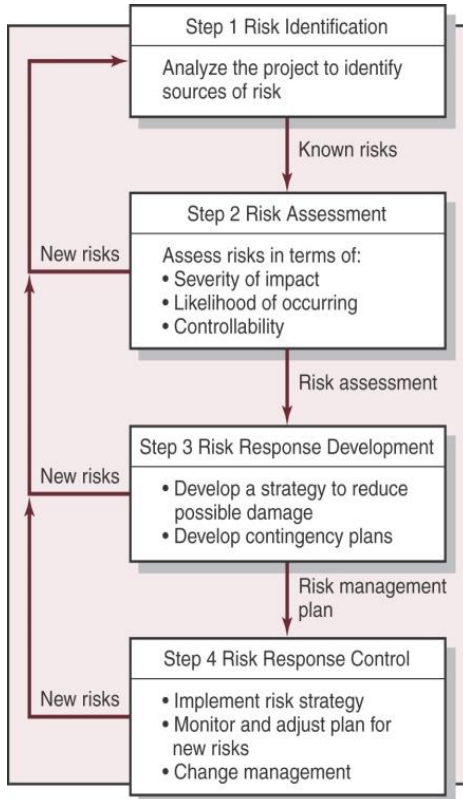 Step 1 Risk Identification
Analyze the project to identify
sources of risk
Known risks
Step 2 Risk Assessment
New risks
Assess risks in terms of:
• Severity of impact
• Likelihood of occurring
• Controllability
Risk assessment
Step 3 Risk Response Development
New risks
• Develop a strategy to reduce
possible damage
• Develop contingency plans
Risk management
plan
Step 4 Risk Response Control
New risks
• Implement risk strategy
• Monitor and adjust plan for
new risks
• Change management